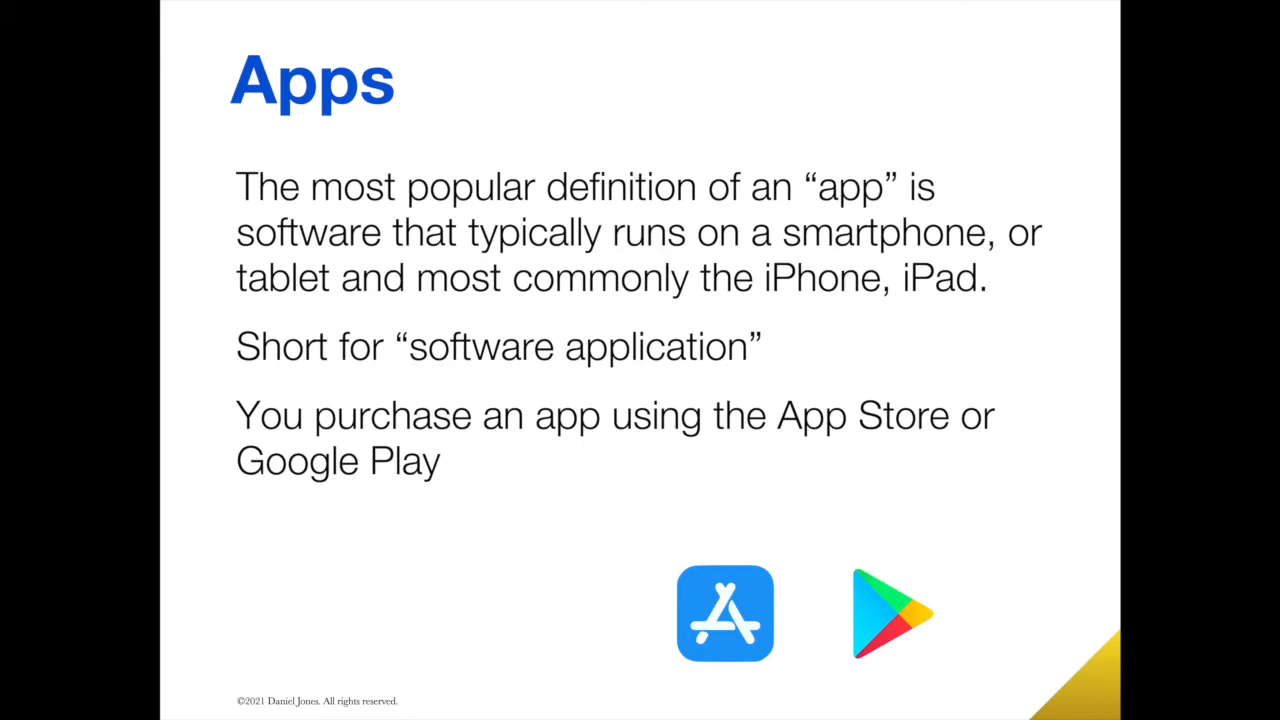 Apps
The most popular definition of an “app” is
software that typically runs on a smartphone, or
tablet and most commonly the iPhone, iPad.
Short for “software application”
You purchase an app using the App Store or
Google Play
©2021 Daniel Jones. All rights reserved.